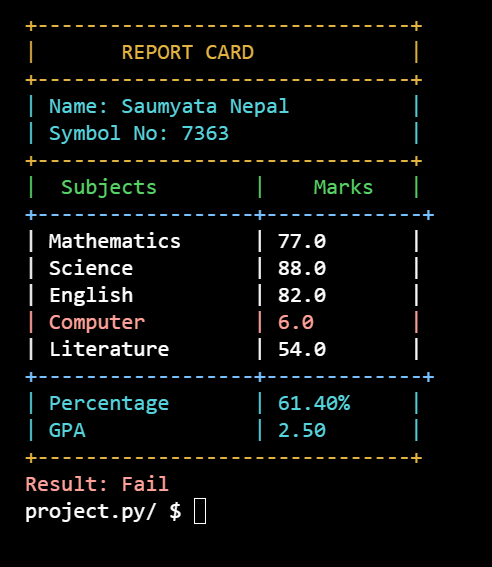 +-------------------------------+
|       REPORT CARD             |
+-------------------------------+
| Name: Saumyata Nepal          |
| Symbol No: 7363               |
+-------------------------------+
|  Subjects        |    Marks   |
+------------------+-------------+
| Mathematics      | 77.0       |
| Science          | 88.0       |
| English          | 82.0       |
| Computer         | 6.0        |
| Literature       | 54.0       |
+------------------+-------------+
| Percentage       | 61.40%     |
| GPA              | 2.50       |
+-------------------------------+
Result: Fail
project.py/ $